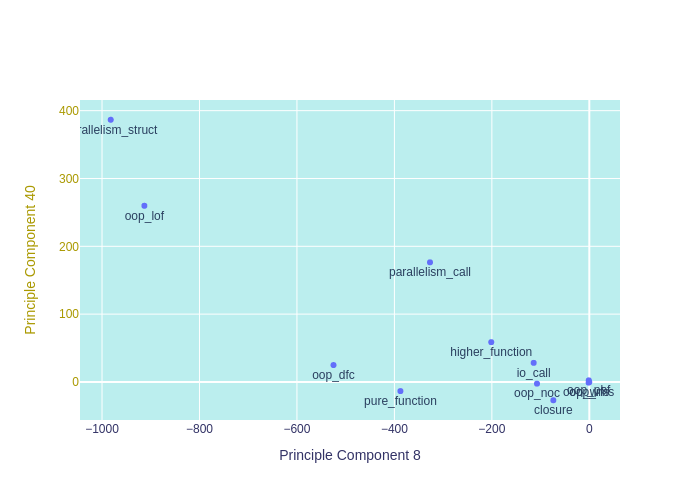 400
rallelism_struct
300
oop_lof
200
parallelism_call
100
higher_function
io_call
oop_dfc
0
oop_noc
pure_function
closure
−1000
−800
−600
−400
−200
0
Principle Component 8
Principle Component 40